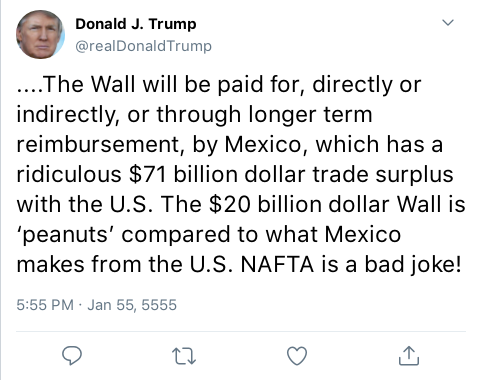 Donald J. Trump
@realDonaldTrump
....The Wall will be paid for, directly or
indirectly, or through longer term
reimbursement, by Mexico, which has a
ridiculous $71 billion dollar trade surplus
with the U.S. The $20 billion dollar Wall is
‘peanuts’ compared to what Mexico
makes from the U.S. NAFTA is a bad joke!
5:55 PM · Jan 55, 5555